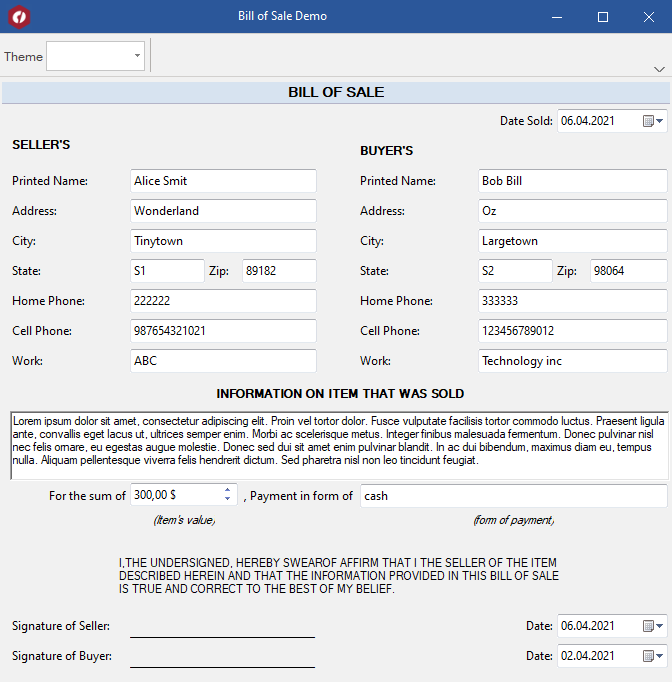 Bill of Sale Demo
Theme
BILL OF SALE
Date Sold: 06.04.2021
SELLER'S
BUYER'S
Printed Name: Alice Smit Printed Name: Bob Bill
Address: Wonderland Address: Oz
City: Tinytown City: Largetown
State: S1 Zip: 89182 State: S2 Zip: 98064
Home Phone: 222222 Home Phone: 333333
Cell Phone: 987654321021 Cell Phone: 123456789012
Work: ABC Work: Technology inc
INFORMATION ON ITEM THAT WAS SOLD
Lorem ipsum dolor sit amet, consectetur adipiscing elit. Proin vel tortor dolor. Fusce vulputate facilisis tortor commodo luctus. Praesent ligula
ante, convallis eget lacus ut, ultrices semper enim. Morbi ac scelerisque metus. Integer finibus malesuada fermentum. Donec pulvinar nisl
nec felis ornare, eu egestas augue molestie. Donec sed dui sit amet enim pulvinar blandit. In ac dui bibendum, maximus diam eu, tempus
nulla. Aliquam pellentesque viverra felis hendrerit dictum. Sed pharetra nisl non leo tincidunt feugiat.
For the sum of 300,00 $ , Payment in form of cash
(Item's value) (form of payment)
I,THE UNDERSIGNED, HEREBY SWEAROF AFFIRM THAT I THE SELLER OF THE ITEM
DESCRIBED HEREIN AND THAT THE INFORMATION PROVIDED IN THIS BILL OF SALE
IS TRUE AND CORRECT TO THE BEST OF MY BELIEF.
Signature of Seller: Date: 06.04.2021
Signature of Buyer: Date: 02.04.2021